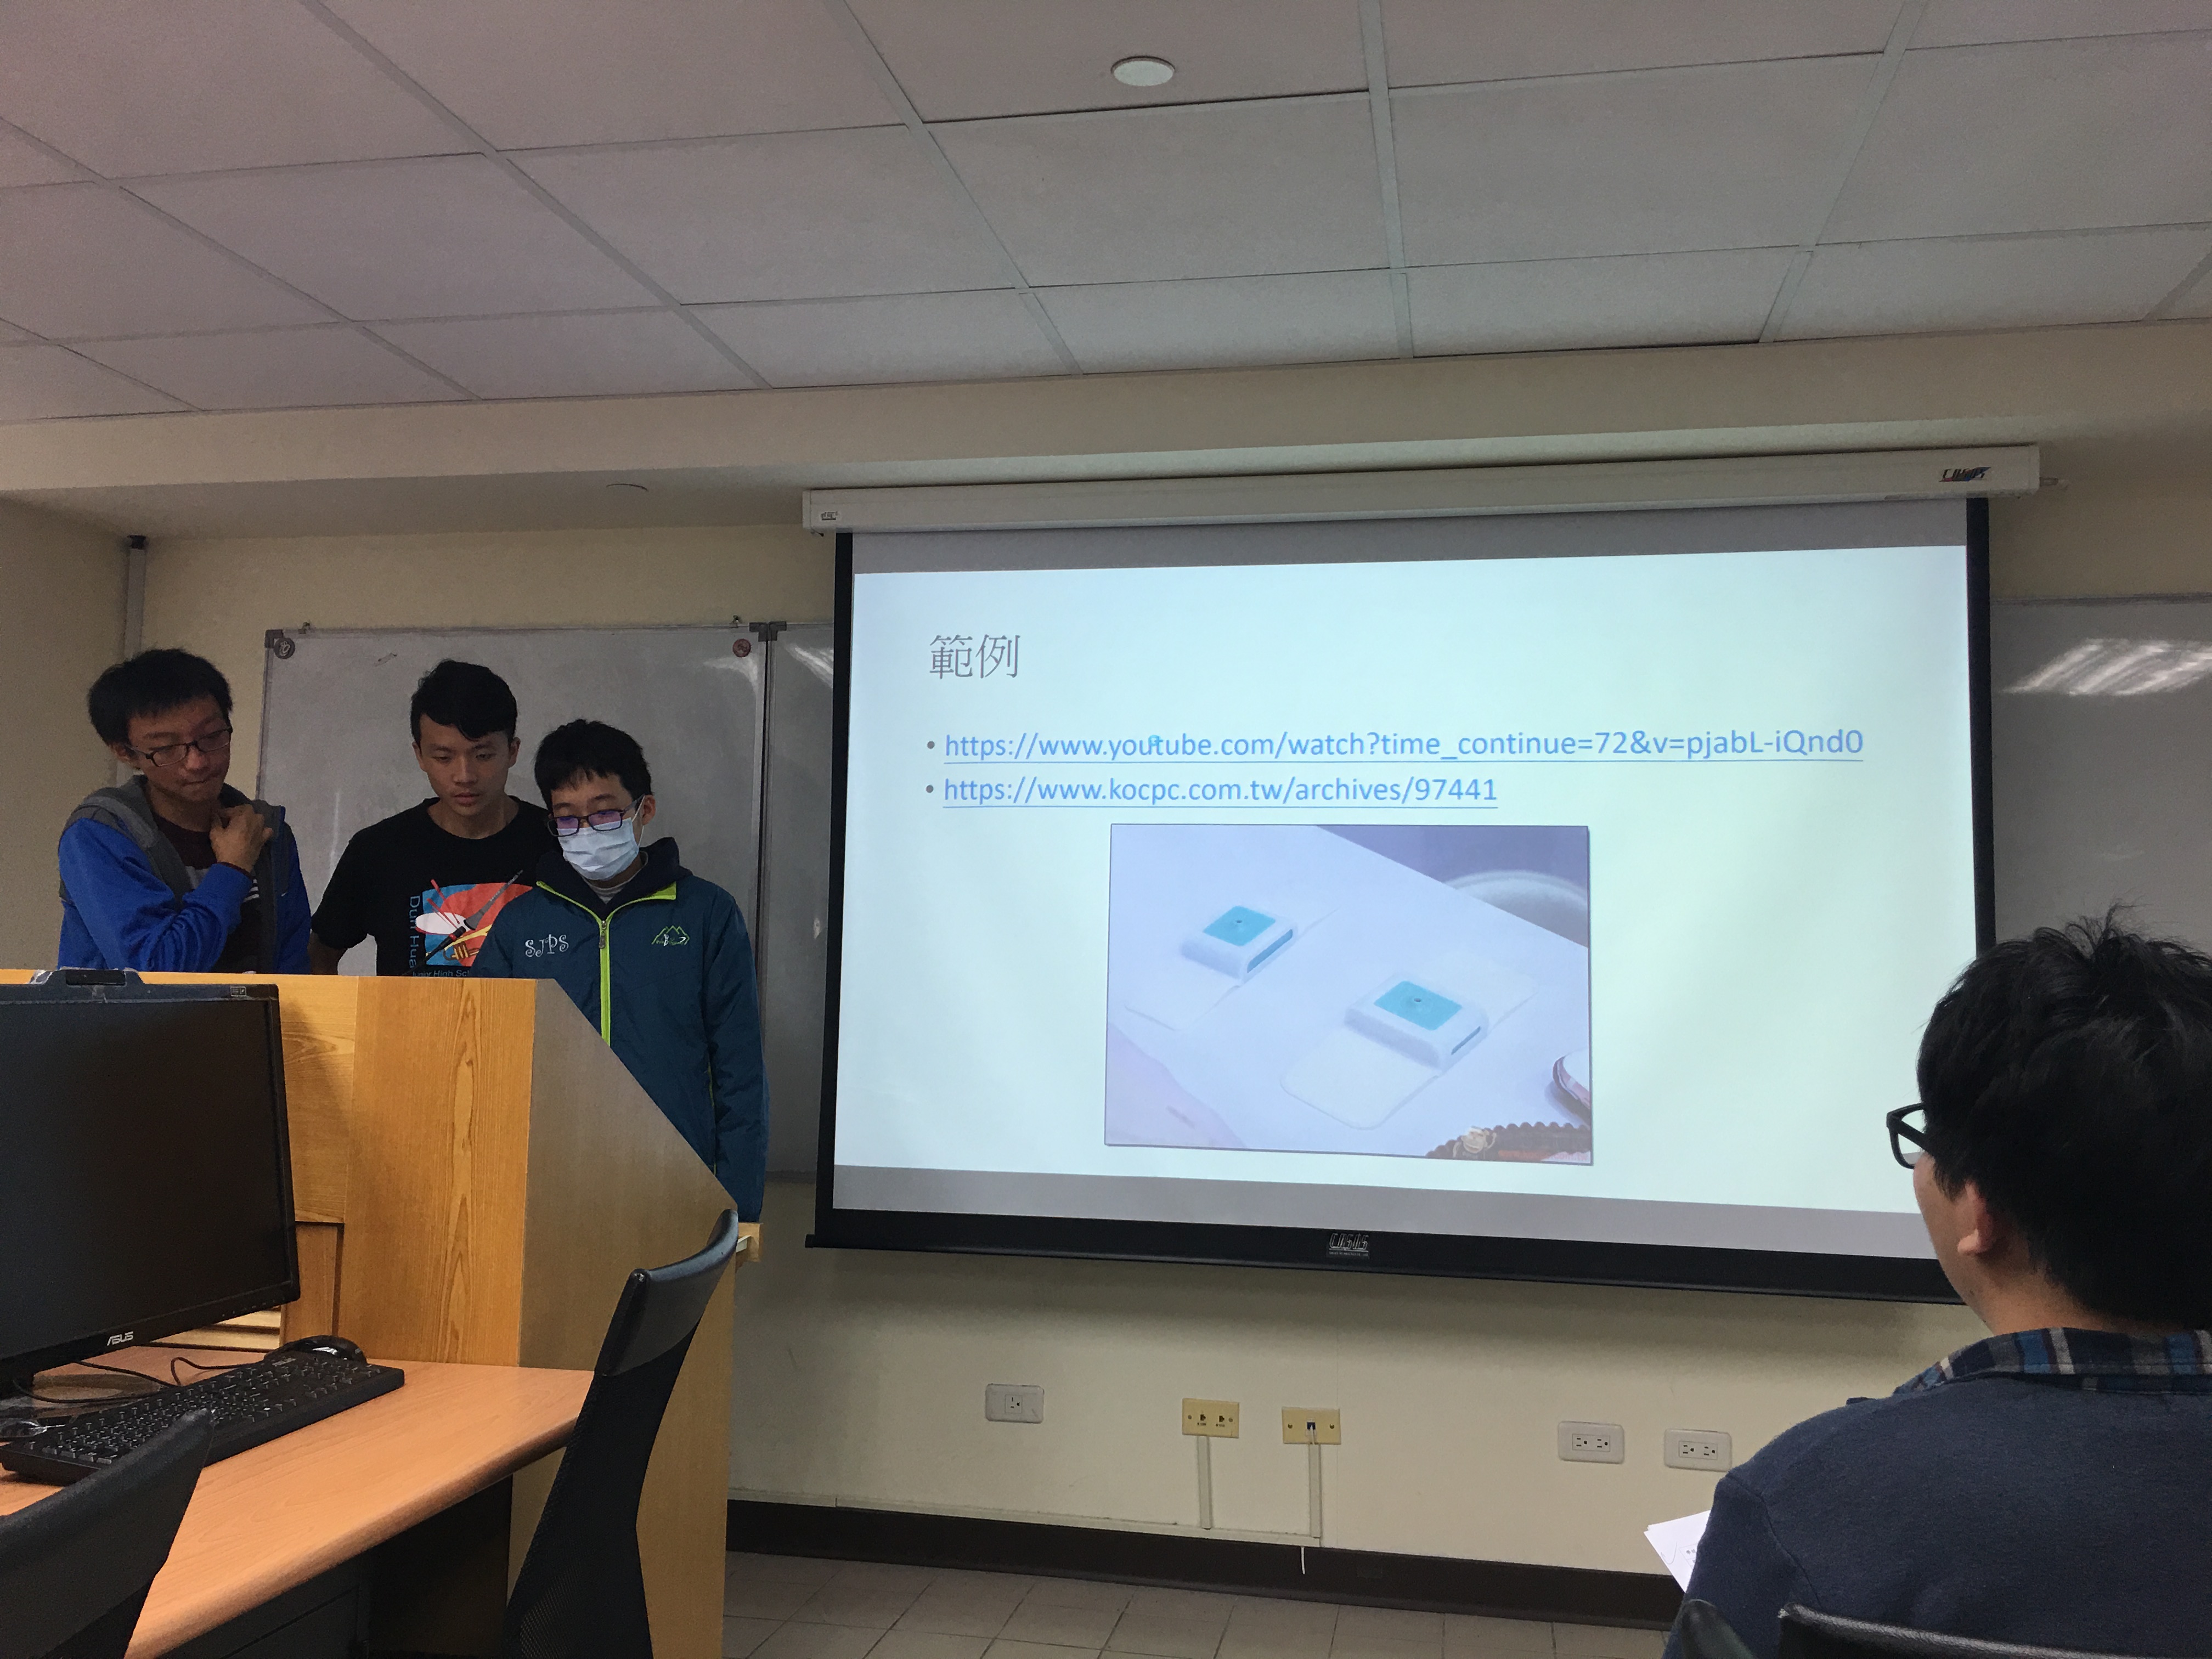 範例
• https://www.youtube.com/watch?time_continue=72&v=pjabL-iQnd0
• https://www.kocpc.com.tw/archives/97441
SJPS
ASUS